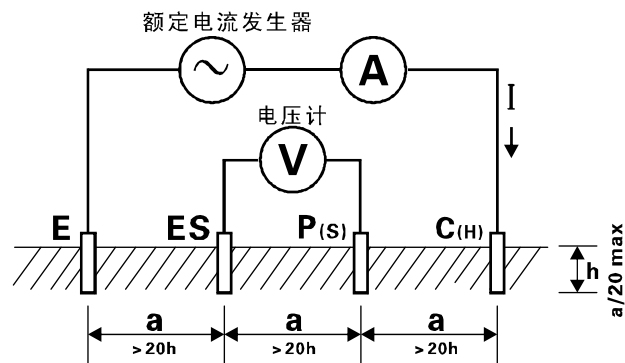 额定电流发生器
A
I
电压计
V
E ES P(S) C(H)
h
a/20 max
a a a
>20h >20h >20h